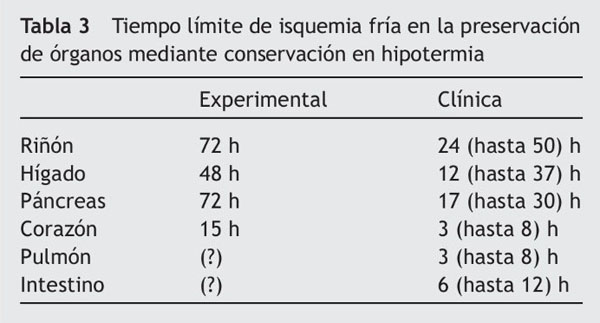 Tabla 3 Tiempo límite de isquemia fría en la preservación
de órganos mediante conservación en hipotermia
Experimental Clínica
Riñón 72 h 24 (hasta 50) h
Hígado 48 h 12 (hasta 37) h
Páncreas 72 h 17 (hasta 30) h
Corazón 15 h 3 (hasta 8) h
Pulmón (?) 3 (hasta 8) h
Intestino (?) 6 (hasta 12) h